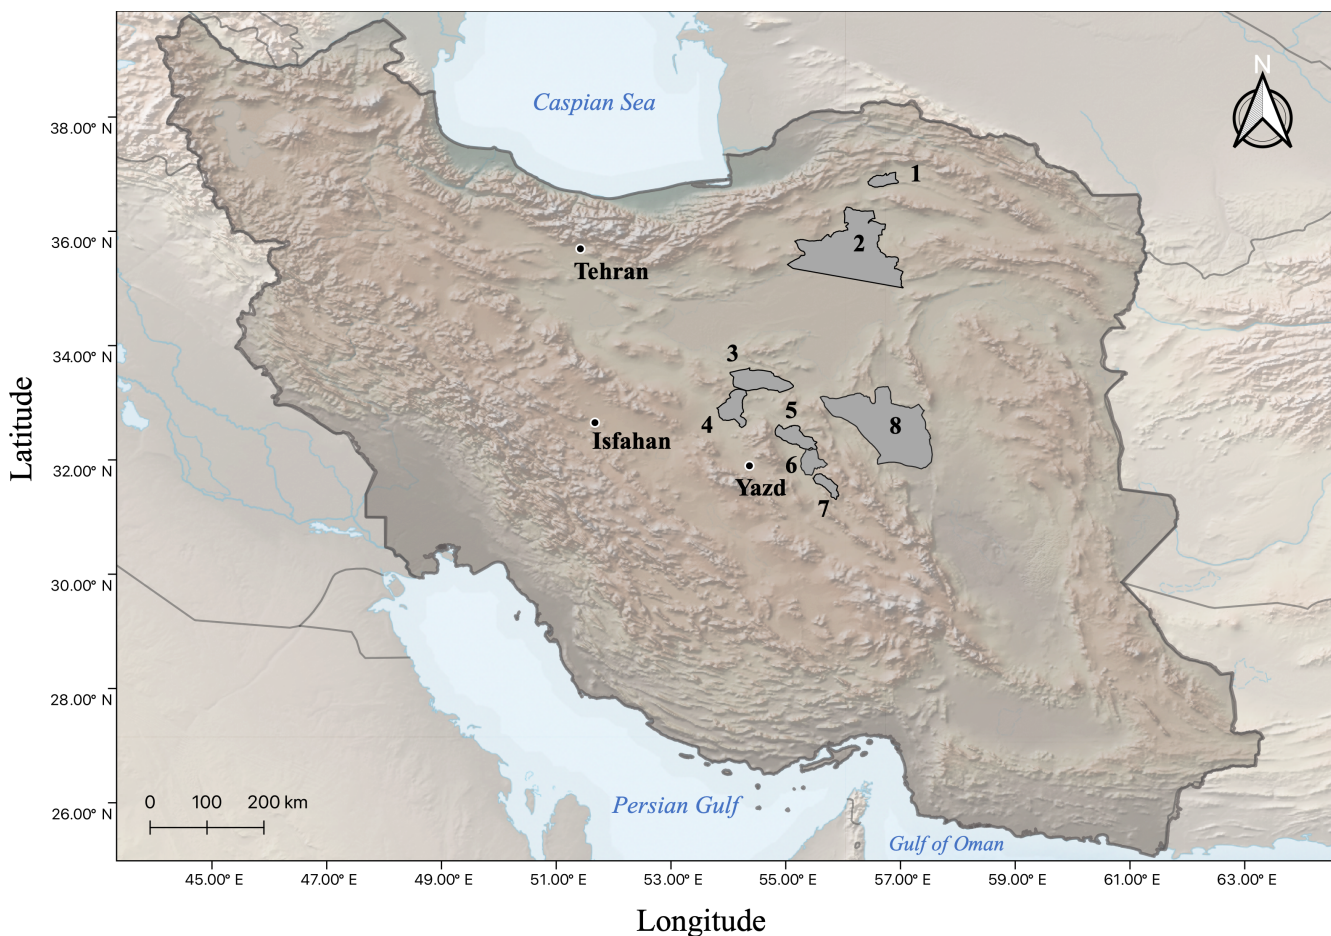 N
Caspian Sea
38.00° N
1
36.00° N
2
Tehran
34.00° N
3
5
4
8
Isfahan
32.00° N
6
Yazd
7
30.00° N
28.00° N
0 100 200 km
Persian Gulf
26.00° N
Gulf of Oman
45.00° E 47.00° E 49.00° E 51.00° E 53.00° E 55.00° E 57.00° E 59.00° E 61.00° E 63.00° E
Latitude
Longitude